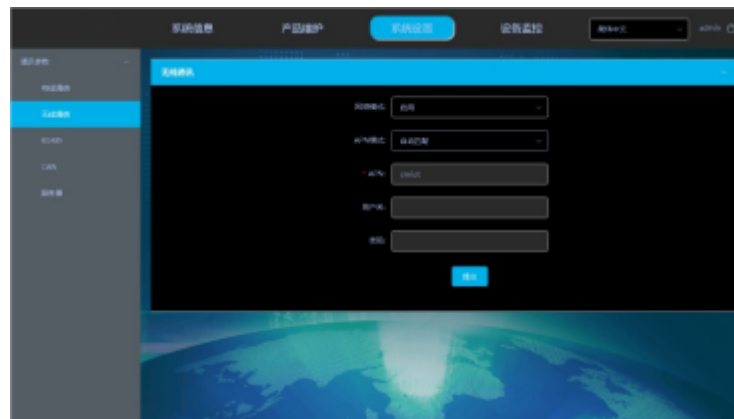 系统信息 产品维护 系统设置 设备监控 简体中文 admin
通讯参数
有线通讯
无线通讯
无线通讯
RS485
CAN
服务器
网络模式: 启用
APN模式: 自动匹配
* APN:
用户名:
密码:
提交